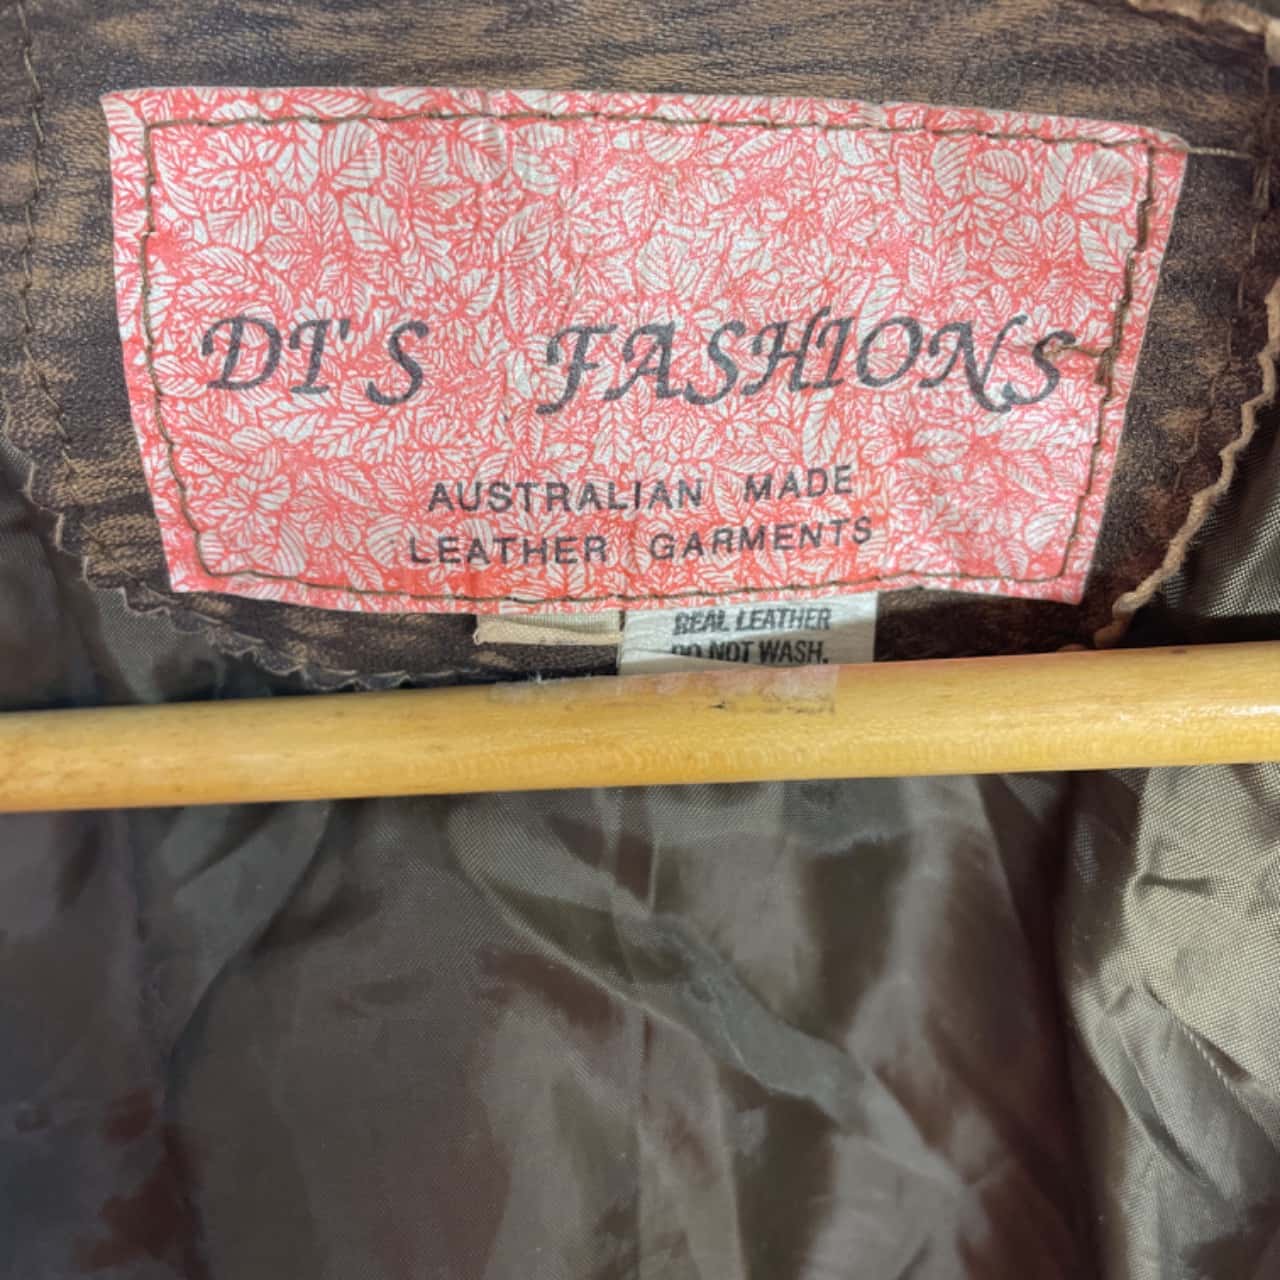 DI'S FASHIONS
AUSTRALIAN MADE
LEATHER GARMENTS
REAL LEATHER
DO NOT WASH.